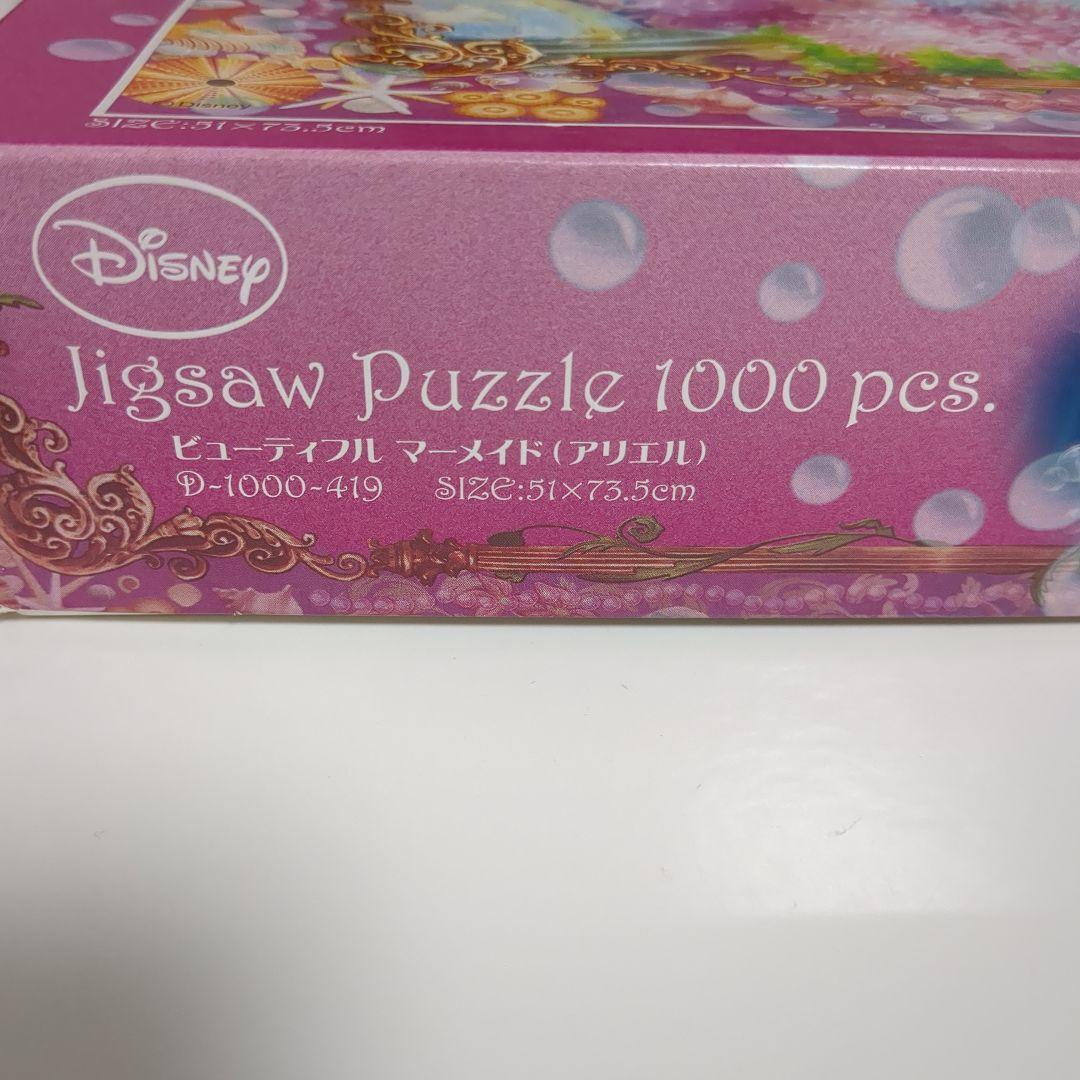 © Disney
SIZE:51×73.5cm
Disney
Jigsaw Puzzle 1000 pcs.
ビューティフル マーメイド(アリエル)
D-1000-419 SIZE:51×73.5cm